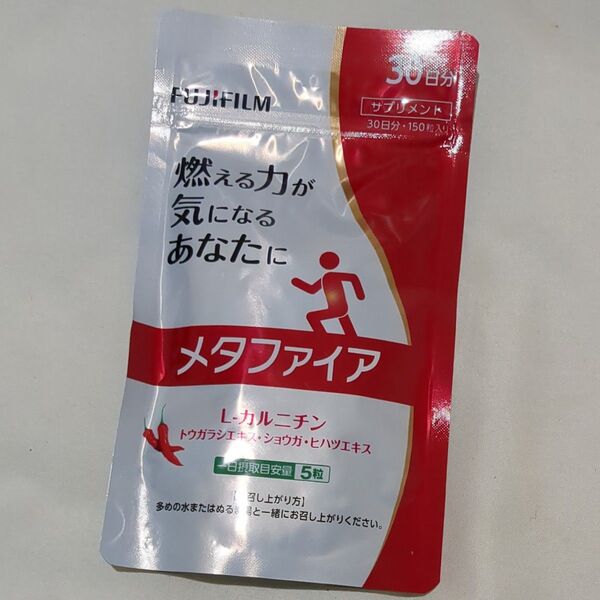 30日分
FUJIFILM
サプリメント
30日分・150粒入り
燃える力が
気になる
あなたに
メタファイア
L-カルニチン
トウガラシエキス・ショウガ・ヒハツエキス
一日摂取目安量 5粒
召し上がり方】
多めの水またはぬるま湯と一緒にお召し上がりください。